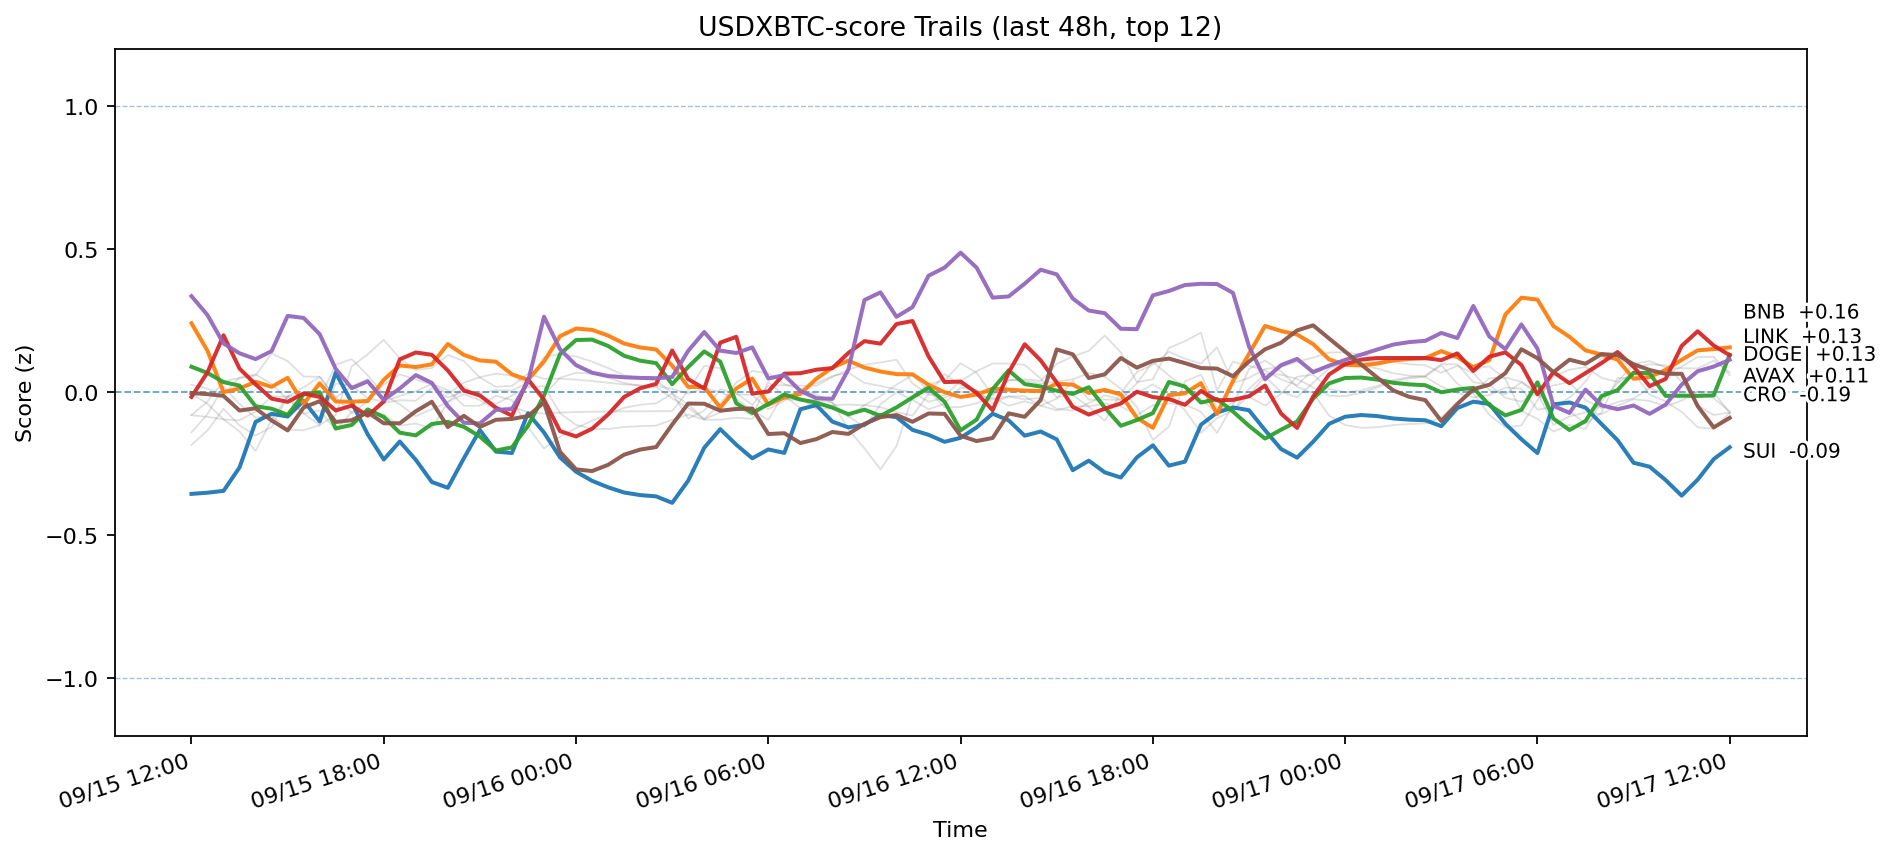 USDXBTC-score Trails (last 48h, top 12)
Score (z)
1.0
0.5
0.0
−0.5
−1.0
BNB +0.16
LINK +0.13
DOGE +0.13
AVAX +0.11
CRO -0.19
SUI -0.09
09/15 12:00
09/15 18:00
09/16 00:00
09/16 06:00
09/16 12:00
09/16 18:00
09/17 00:00
09/17 06:00
09/17 12:00
Time